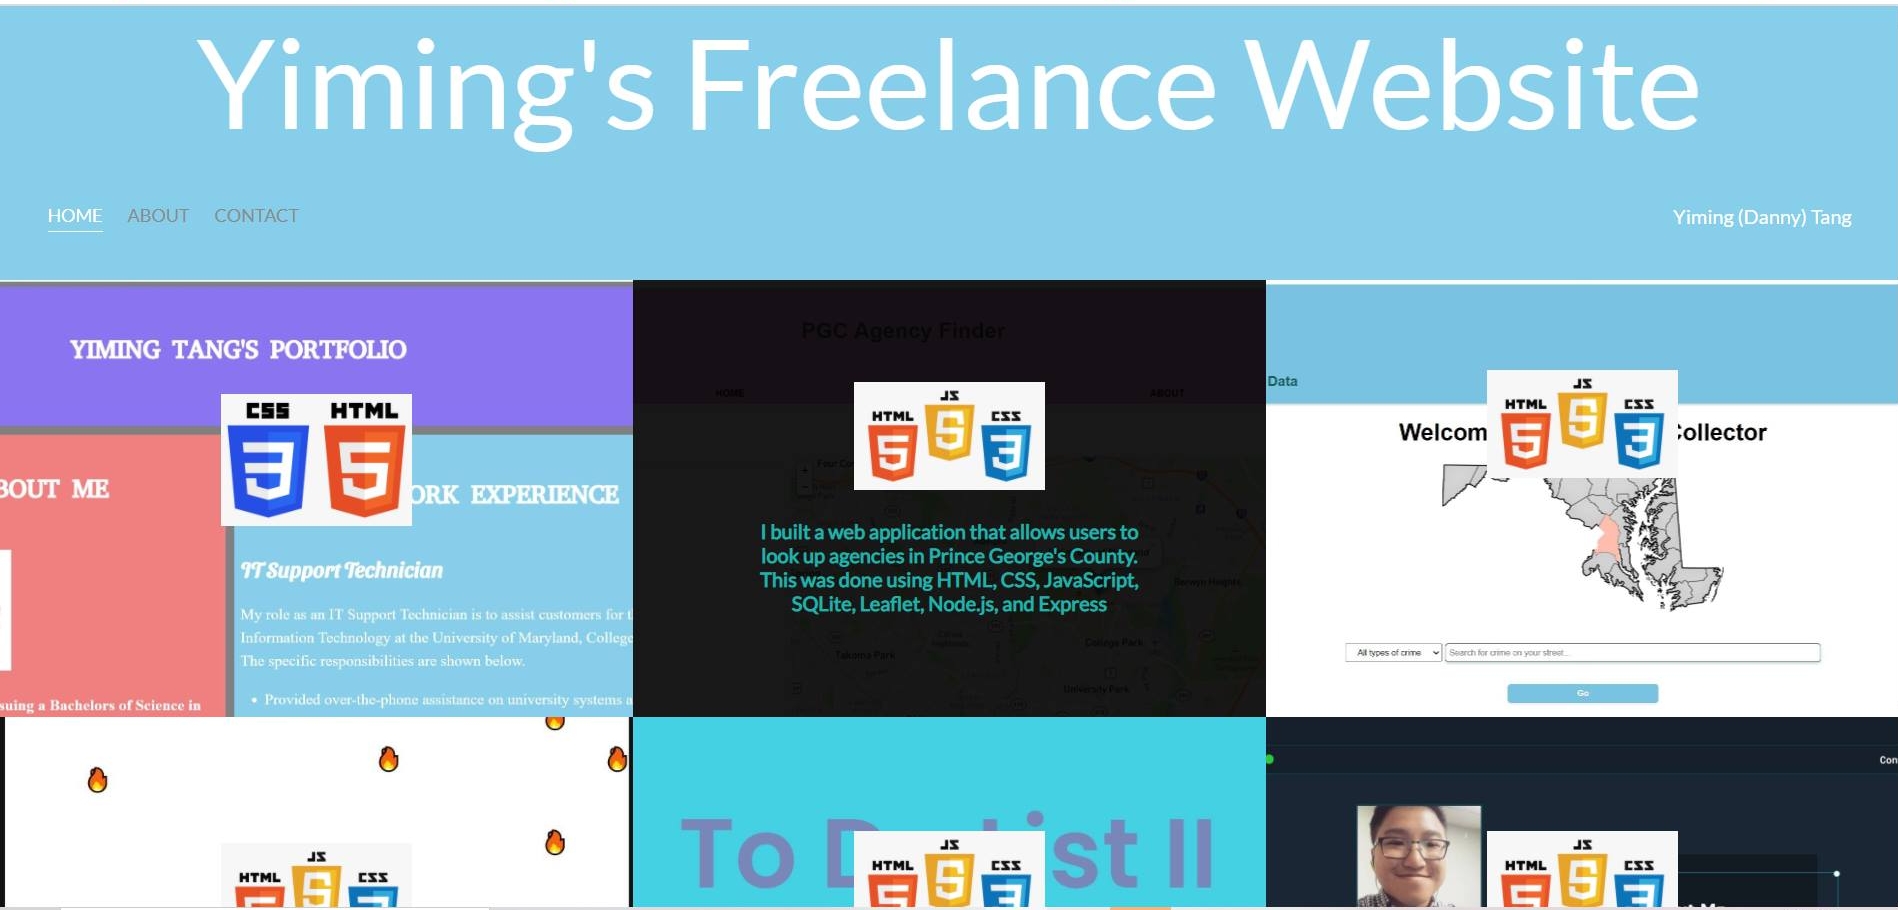 Yiming's Freelance Website
HOME ABOUT CONTACT
Yiming (Danny) Tang
YIMING TANG'S PORTFOLIO
CSS HTML
BOUT ME
ORK EXPERIENCE
IT Support Technician
My role as an IT Support Technician is to assist customers for t
Information Technology at the University of Maryland, College
The specific responsibilities are shown below.
• Provided over-the-phone assistance on university systems a
suing a Bachelors of Science in
PGC Agency Finder
HOME ABOUT
JS
HTML CSS
I built a web application that allows users to
look up agencies in Prince George's County.
This was done using HTML, CSS, JavaScript,
SQLite, Leaflet, Node.js, and Express
Takoma Park
College Park
University Park
Data
JS
HTML CSS
Welcom ollector
All types of crime
Search for crime on your street...
Go
JS
HTML CSS
To D ist II
JS
HTML CSS
Con
JS
HTML CSS